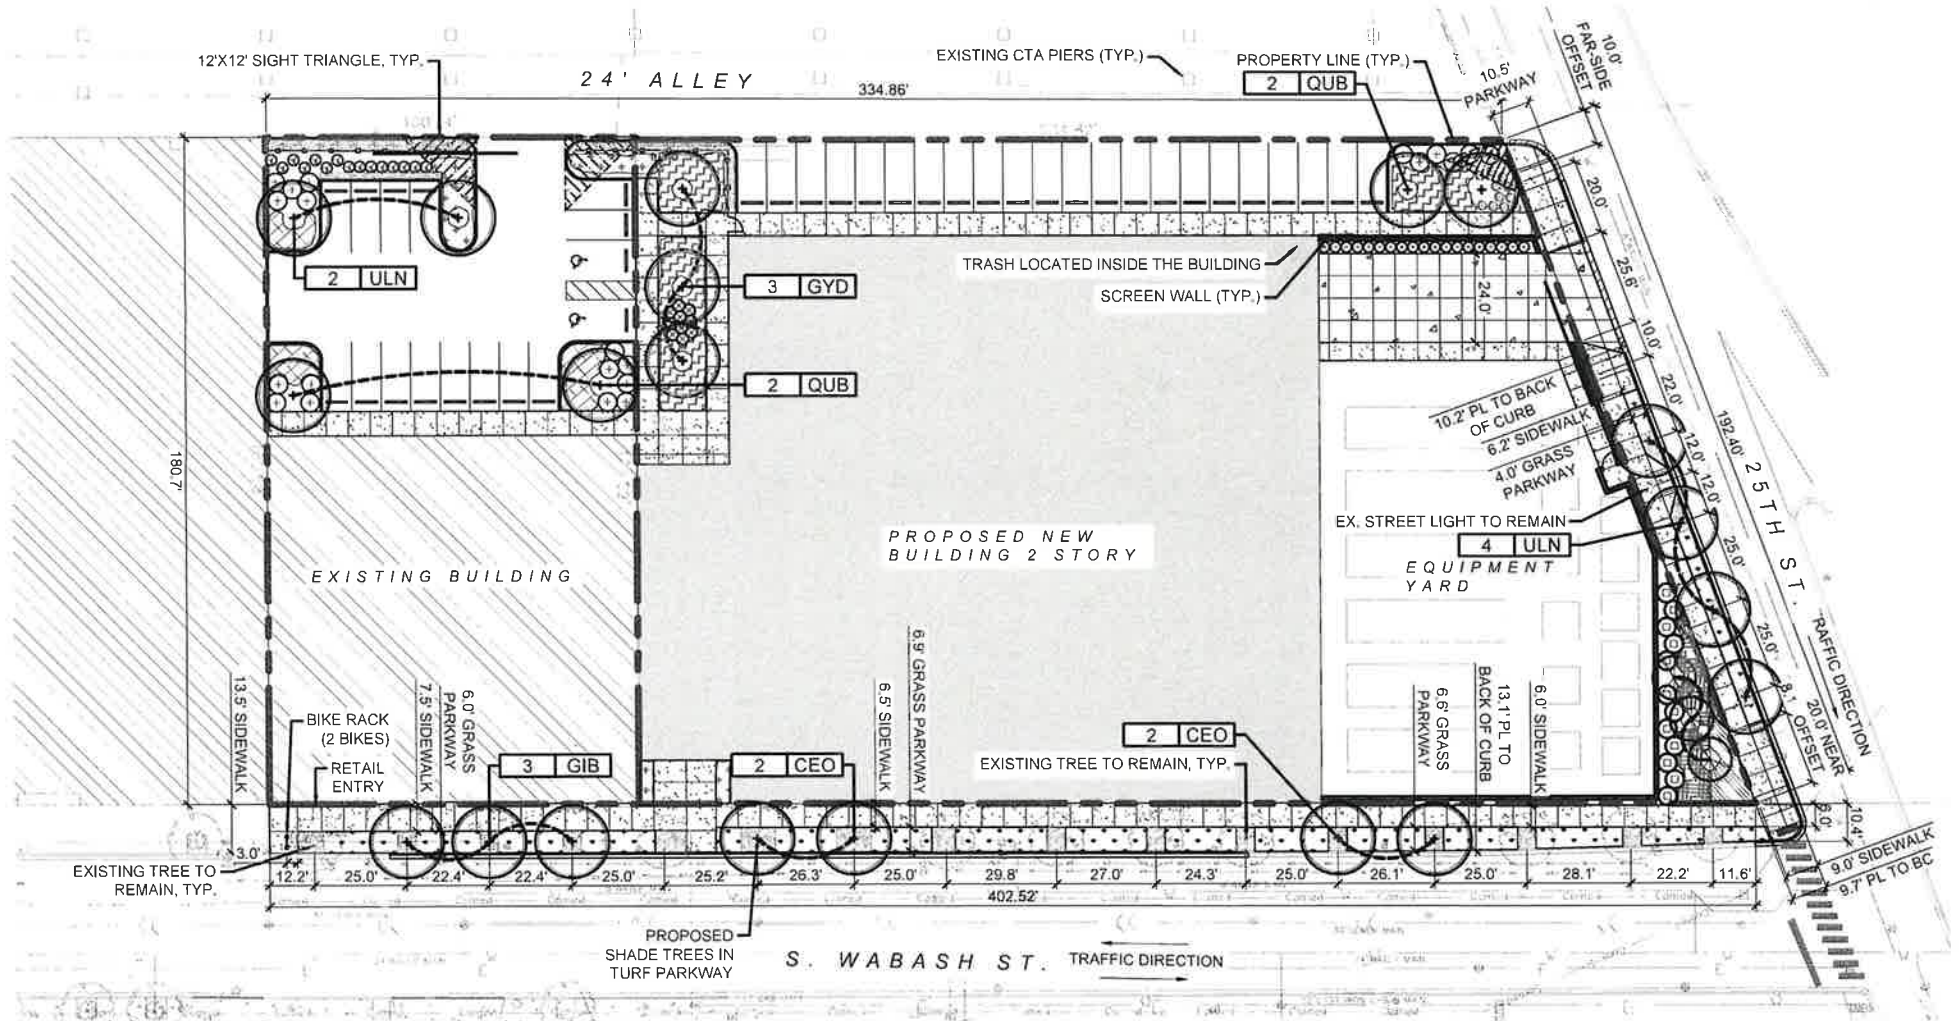 12'X12' SIGHT TRIANGLE, TYP.
24' ALLEY
EXISTING CTA PIERS (TYP.)
PROPERTY LINE (TYP.)
2 QUB
334.86'
10.5'
PARKWAY
10.0'
FAR-SIDE
OFFSET
20.0'
25.6'
10.0'
22.0'
12.0'
12.0'
25.0'
25.0'
8.1'
192.40'
25TH ST.
TRAFFIC DIRECTION
20.0' NEAR
OFFSET
180.7'
2 ULN
3 GYD
2 QUB
TRASH LOCATED INSIDE THE BUILDING
SCREEN WALL (TYP.)
24.0'
10.2' PL TO BACK
OF CURB
6.2' SIDEWALK
4.0' GRASS
PARKWAY
EX. STREET LIGHT TO REMAIN
4 ULN
EQUIPMENT
YARD
PROPOSED NEW
BUILDING 2 STORY
EXISTING BUILDING
13.5' SIDEWALK
BIKE RACK
(2 BIKES)
RETAIL
ENTRY
7.5' SIDEWALK
6.0' GRASS
PARKWAY
3 GIB
2 CEO
6.5' SIDEWALK
6.9' GRASS PARKWAY
2 CEO
EXISTING TREE TO REMAIN, TYP.
6.6' GRASS
PARKWAY
13.1' PL TO
BACK OF CURB
6.0' SIDEWALK
6.0'
10.4'
9.0' SIDEWALK
9.7' PL TO BC
3.0'
EXISTING TREE TO
REMAIN, TYP.
12.2' 25.0' 22.4' 22.4' 25.0' 25.2' 26.3' 25.0' 29.8' 27.0' 24.3' 25.0' 26.1' 25.0' 28.1' 22.2' 11.6'
402.52'
PROPOSED
SHADE TREES IN
TURF PARKWAY
S. WABASH ST.
TRAFFIC DIRECTION